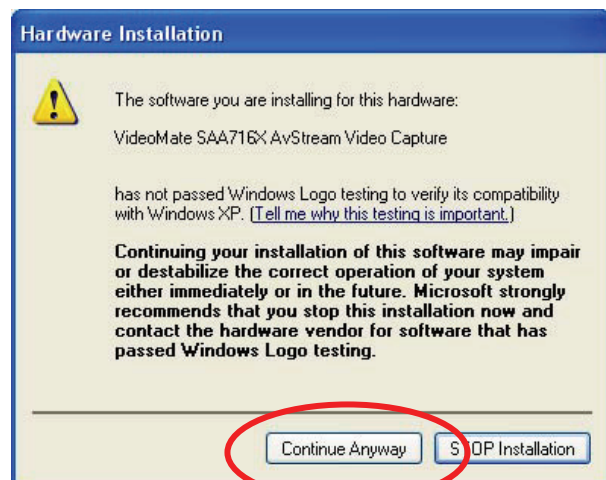 Hardware Installation
The software you are installing for this hardware:
VideoMate SAA716X AvStream Video Capture
has not passed Windows Logo testing to verify its compatibility
with Windows XP. (Tell me why this testing is important.)
Continuing your installation of this software may impair
or destabilize the correct operation of your system
either immediately or in the future. Microsoft strongly
recommends that you stop this installation now and
contact the hardware vendor for software that has
passed Windows Logo testing.
Continue Anyway
STOP Installation